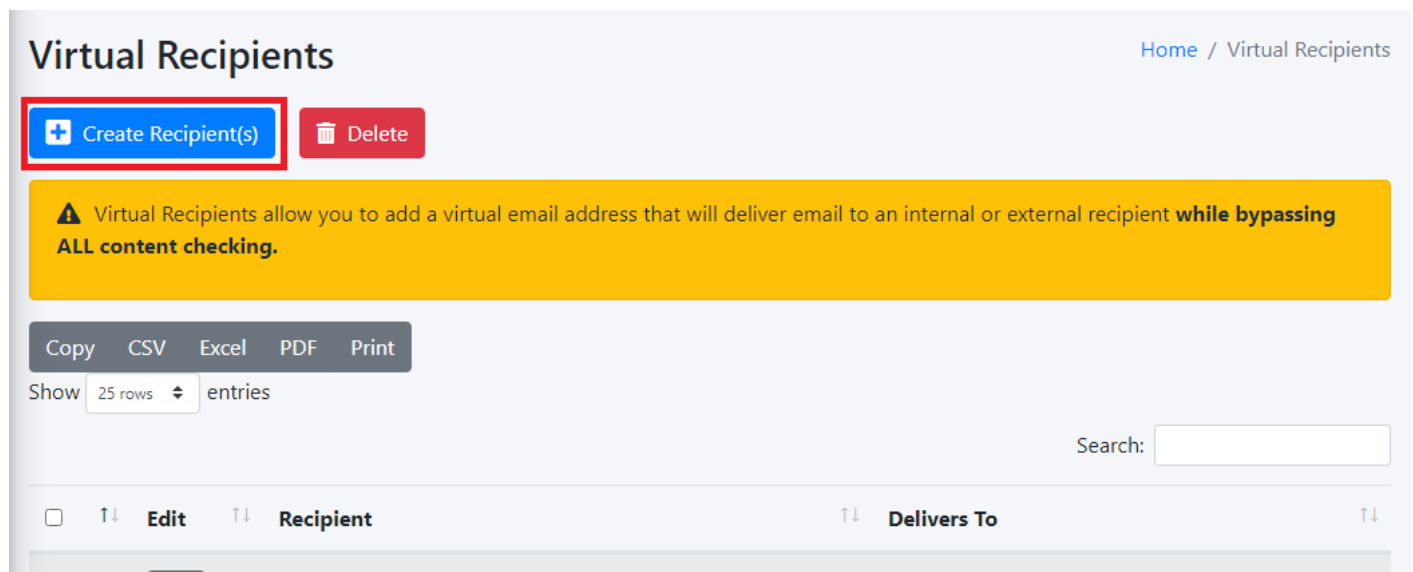 Virtual Recipients
Home / Virtual Recipients
Create Recipient(s)
Delete
Virtual Recipients allow you to add a virtual email address that will deliver email to an internal or external recipient while bypassing
ALL content checking.
Copy CSV Excel PDF Print
Show 25 rows entries
Search:
Edit Recipient Delivers To